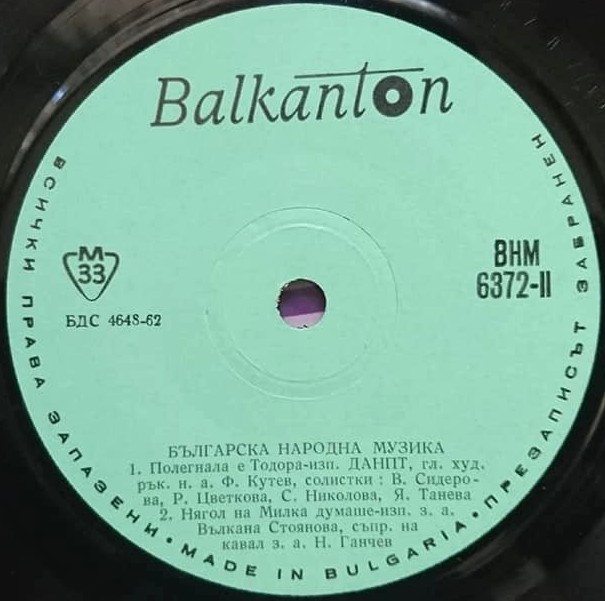 Balkanton
ВСИЧКИ ПРАВА ЗАПАЗЕНИ • MADE IN BULGARIA • ПРЕЗАПИСЪТ ЗАБРАНЕН
М
33
БДС 4648-62
ВНМ
6372-II
БЪЛГАРСКА НАРОДНА МУЗИКА
1. Полегнала е Тодора-изп. ДАНПТ, гл. худ.
рък. н. а. Ф. Кутев, солистки : В. Сидеро-
ва, Р. Цветкова, С. Николова, Я. Танева
2. Нягол на Милка думаше-изп. з. а.
Вълкана Стоянова, съпр. на
кавал з. а. Н. Ганчев